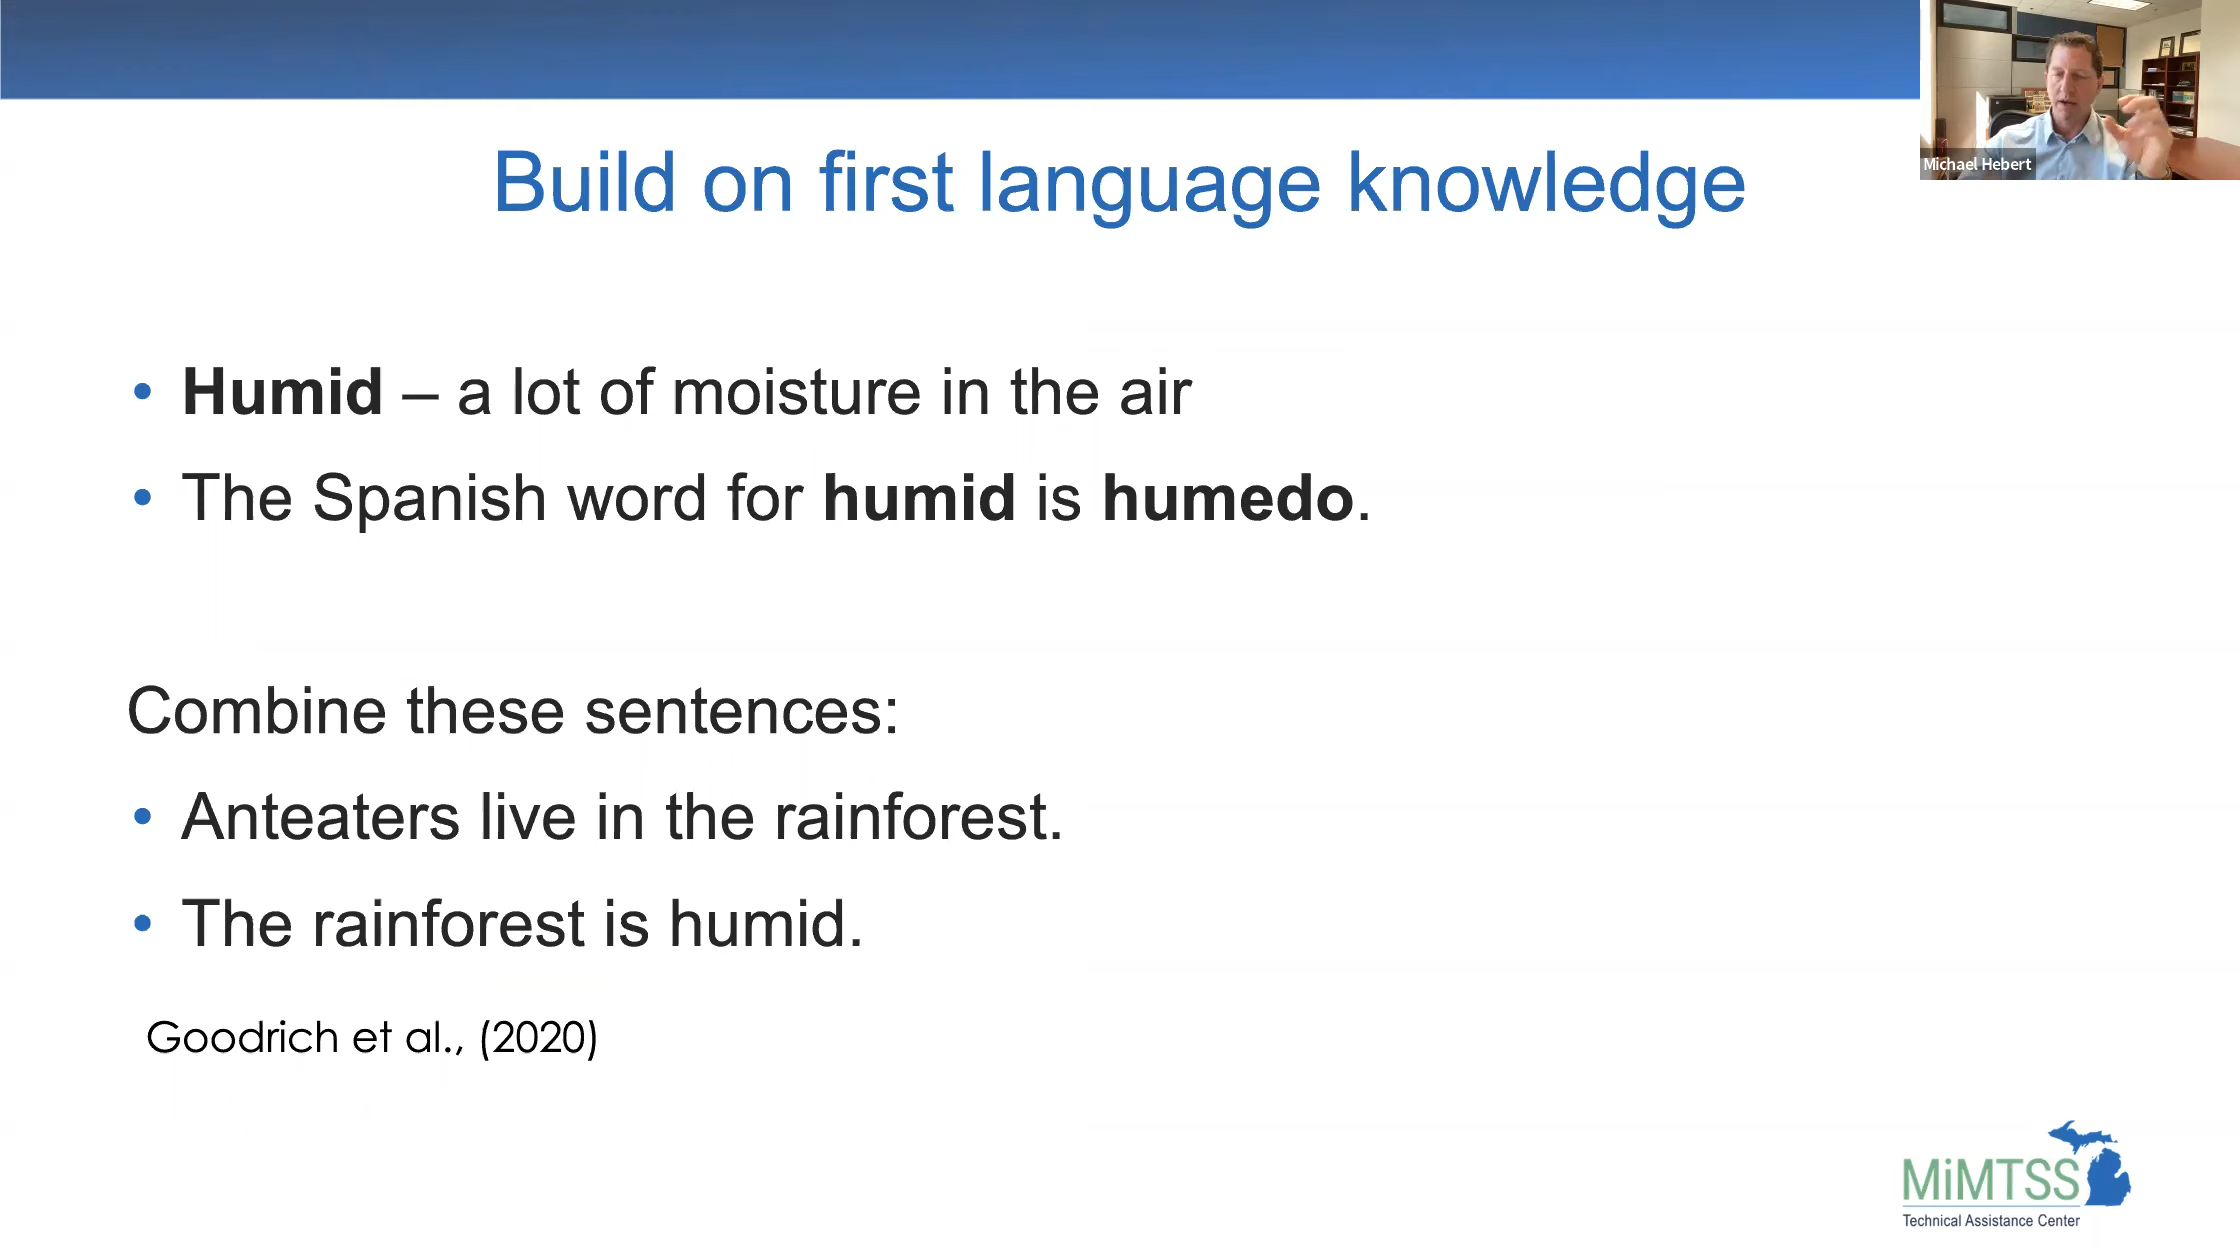 Michael Hebert
Build on first language knowledge
• Humid – a lot of moisture in the air
• The Spanish word for humid is humedo.
Combine these sentences:
• Anteaters live in the rainforest.
• The rainforest is humid.
Goodrich et al., (2020)
MiMTSS
Technical Assistance Center